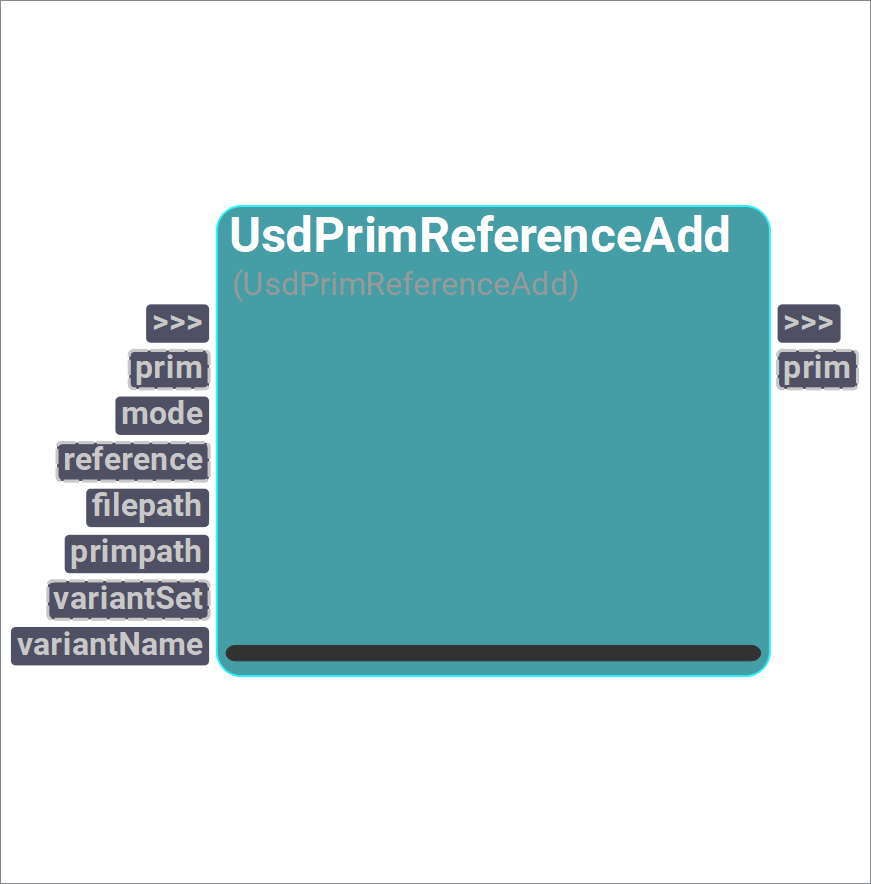 UsdPrimReferenceAdd
(UsdPrimReferenceAdd)
>>> >>>
prim prim
mode
reference
filepath
primpath
variantSet
variantName